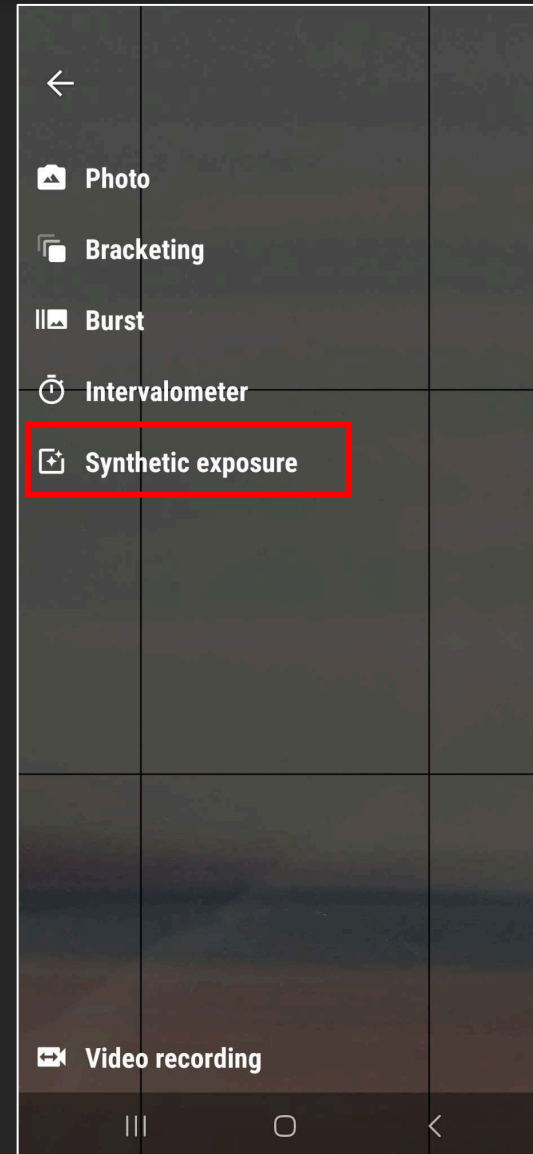 Photo
Bracketing
Burst
Intervalometer
Synthetic exposure
Video recording